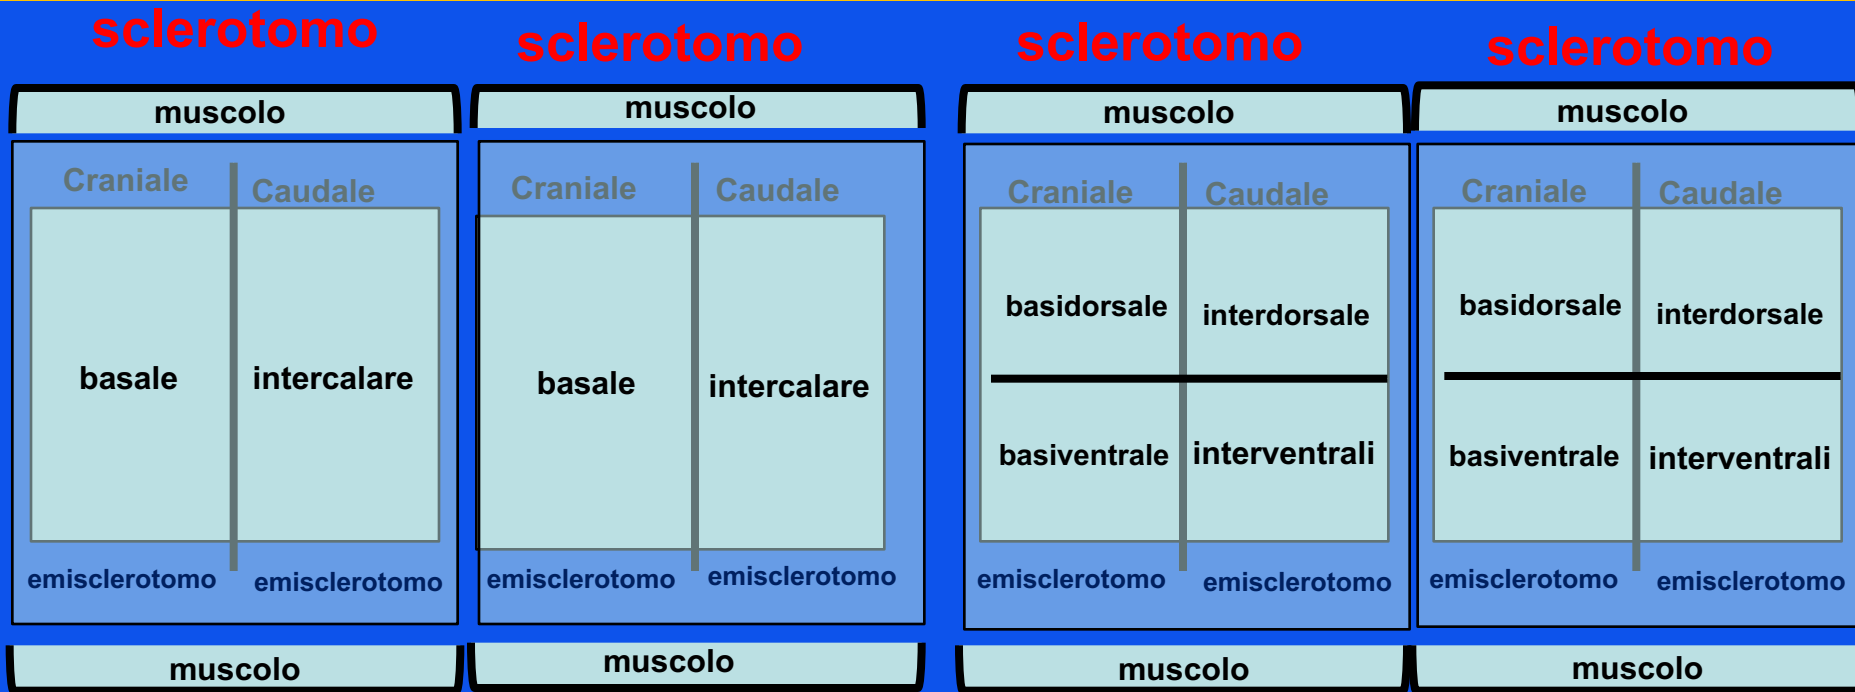 sclerotomo
sclerotomo
sclerotomo
sclerotomo
muscolo
muscolo
muscolo
muscolo
Craniale
Caudale
Craniale
Caudale
Craniale
Caudale
Craniale
Caudale
basale
intercalare
basale
intercalare
basidorsale
interdorsale
basidorsale
interdorsale
basiventrale
interventrali
basiventrale
interventrali
emisclerotomo
emisclerotomo
emisclerotomo
emisclerotomo
emisclerotomo
emisclerotomo
emisclerotomo
emisclerotomo
muscolo
muscolo
muscolo
muscolo